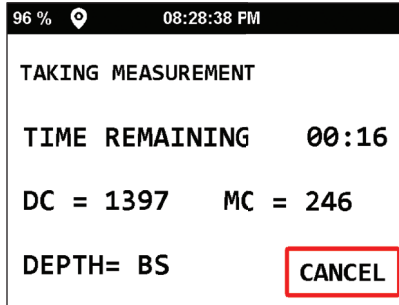 96 % 08:28:38 PM
TAKING MEASUREMENT
TIME REMAINING 00:16
DC = 1397 MC = 246
DEPTH= BS CANCEL